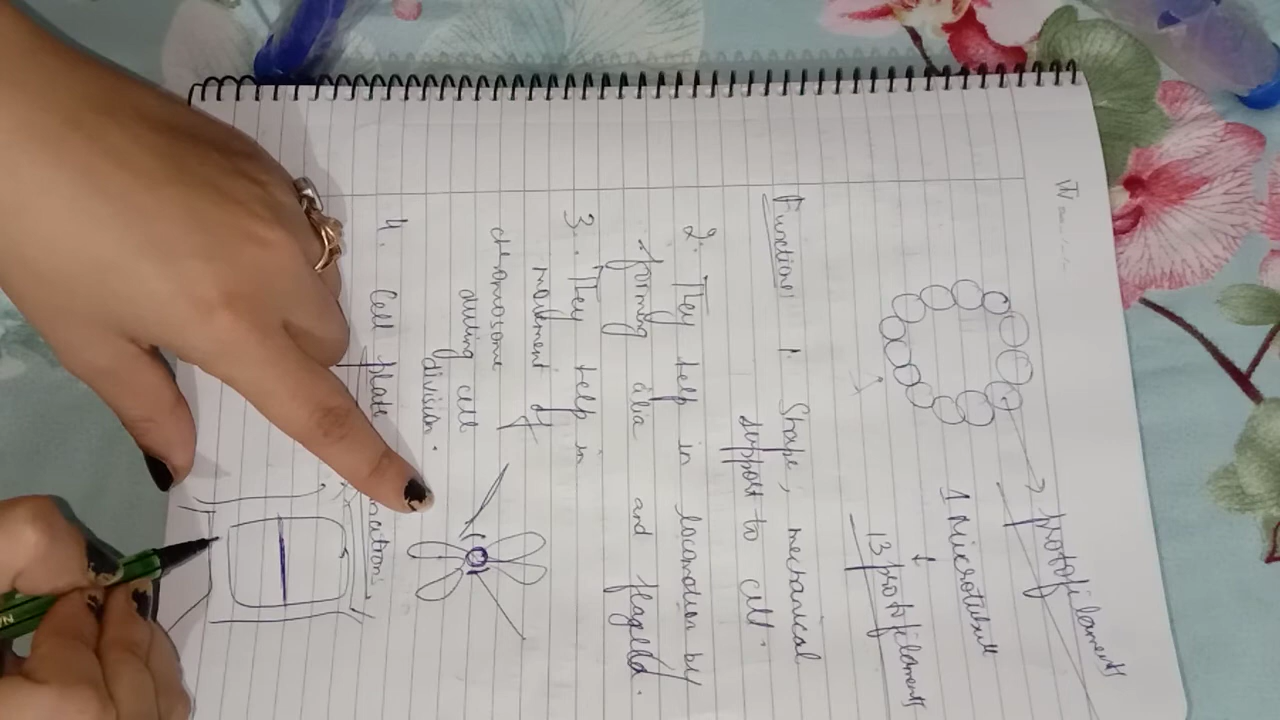 protofilaments
1 Microtubule
↓
13 protofilaments
Functions 1. Shape, mechanical
support to cell.
2. They help in locomotion by
forming cilia and flagella.
3. They help in
movement of
chromosome
during cell
division.
4. Cell plate